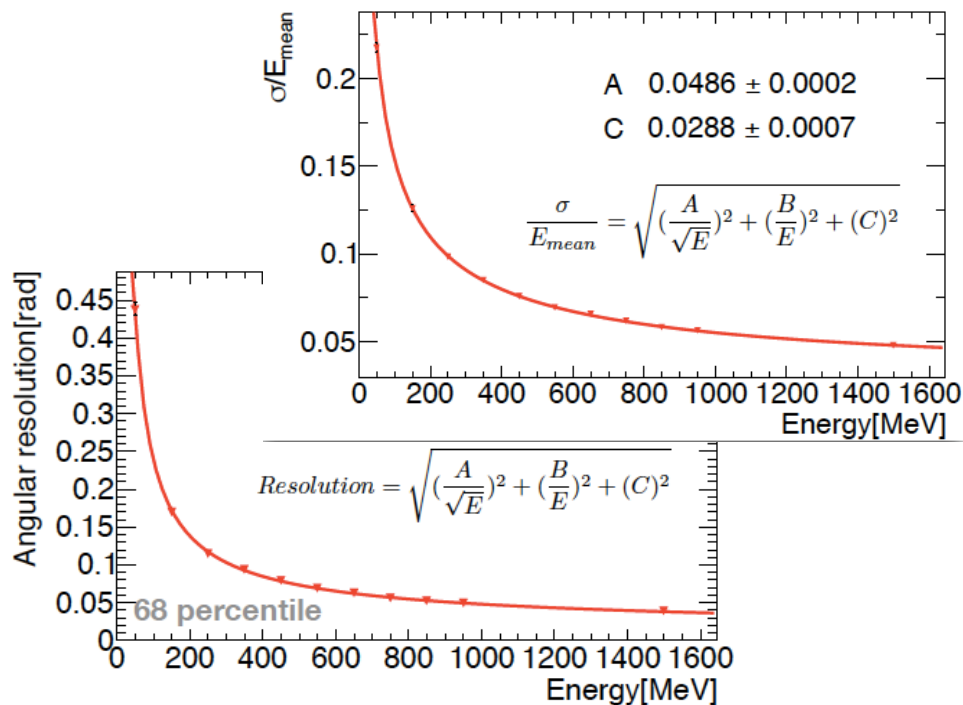 σ/E_mean
0.2
0.15
0.1
0.05
A 0.0486 ± 0.0002
C 0.0288 ± 0.0007
σ/E_mean = √((A/√E)² + (B/E)² + (C)²)
0 200 400 600 800 1000 1200 1400 1600
Energy[MeV]
Angular resolution[rad]
0.45
0.4
0.35
0.3
0.25
0.2
0.15
0.1
0.05
0
Resolution = √((A/√E)² + (B/E)² + (C)²)
68 percentile
0 200 400 600 800 1000 1200 1400 1600
Energy[MeV]